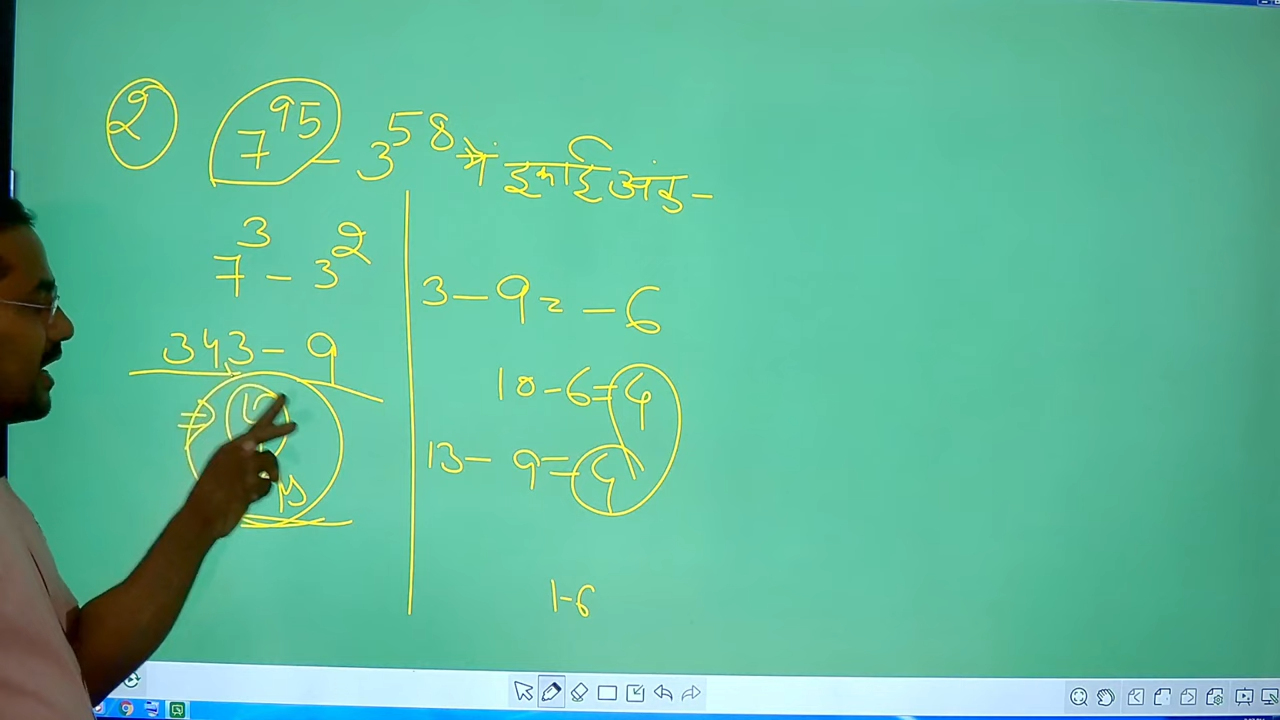 २ 7^95 - 3^58 में इकाई अंक -
7^3 - 3^2
343 - 9
3 - 9 = - 6
10 - 6 = 4
13 - 9 = 4
1 - 6